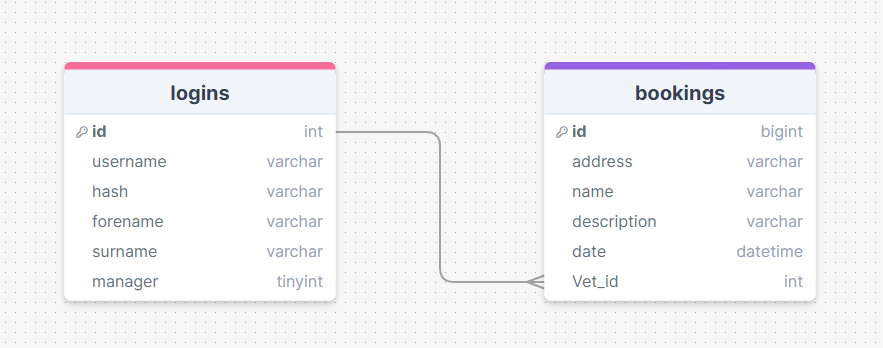 logins
id int
username varchar
hash varchar
forename varchar
surname varchar
manager tinyint
bookings
id bigint
address varchar
name varchar
description varchar
date datetime
Vet_id int